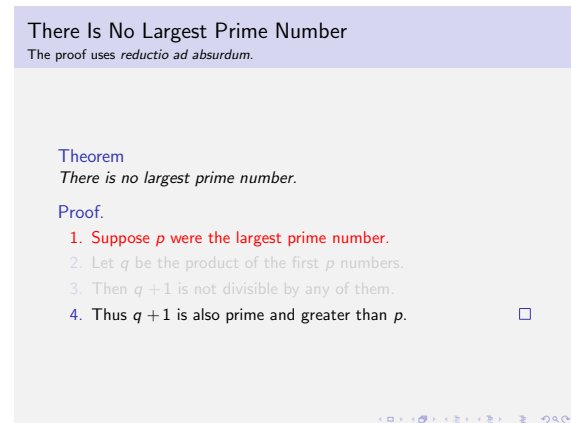 There Is No Largest Prime Number
The proof uses reductio ad absurdum.
Theorem
There is no largest prime number.
Proof.
1. Suppose p were the largest prime number.
2. Let q be the product of the first p numbers.
3. Then q + 1 is not divisible by any of them.
4. Thus q + 1 is also prime and greater than p.